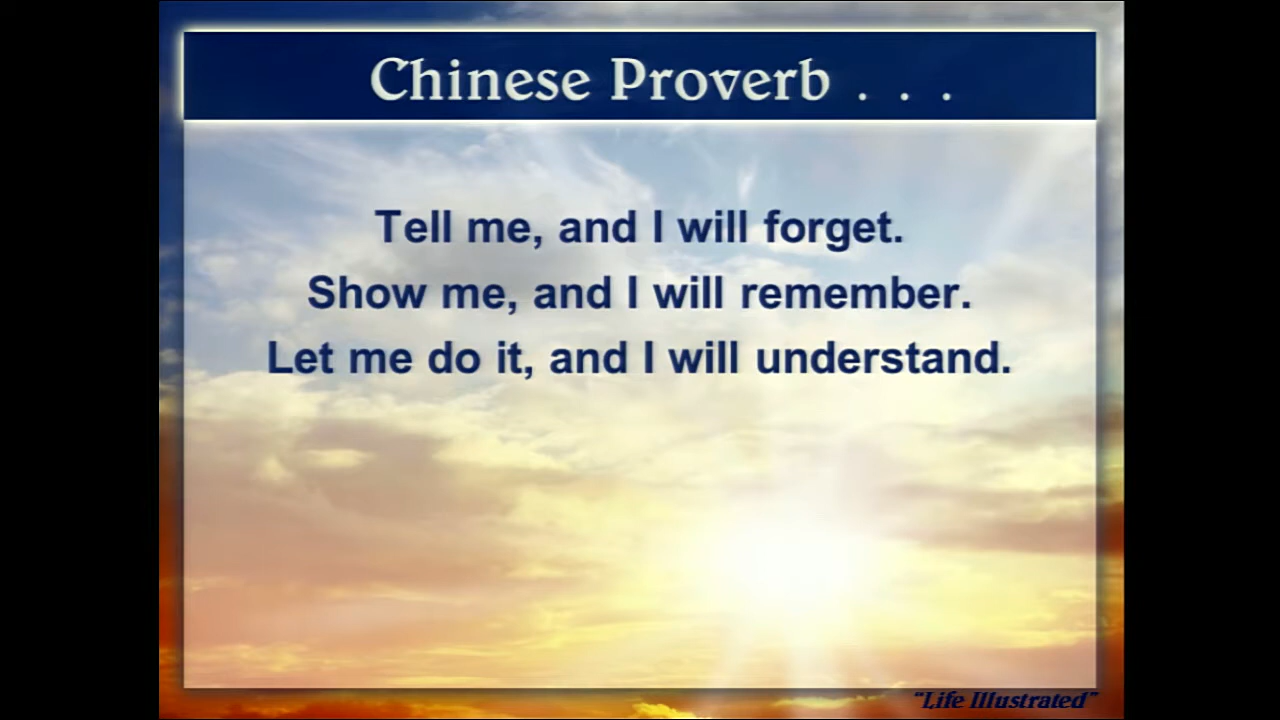 Chinese Proverb . . .
Tell me, and I will forget.
Show me, and I will remember.
Let me do it, and I will understand.
"Life Illustrated"